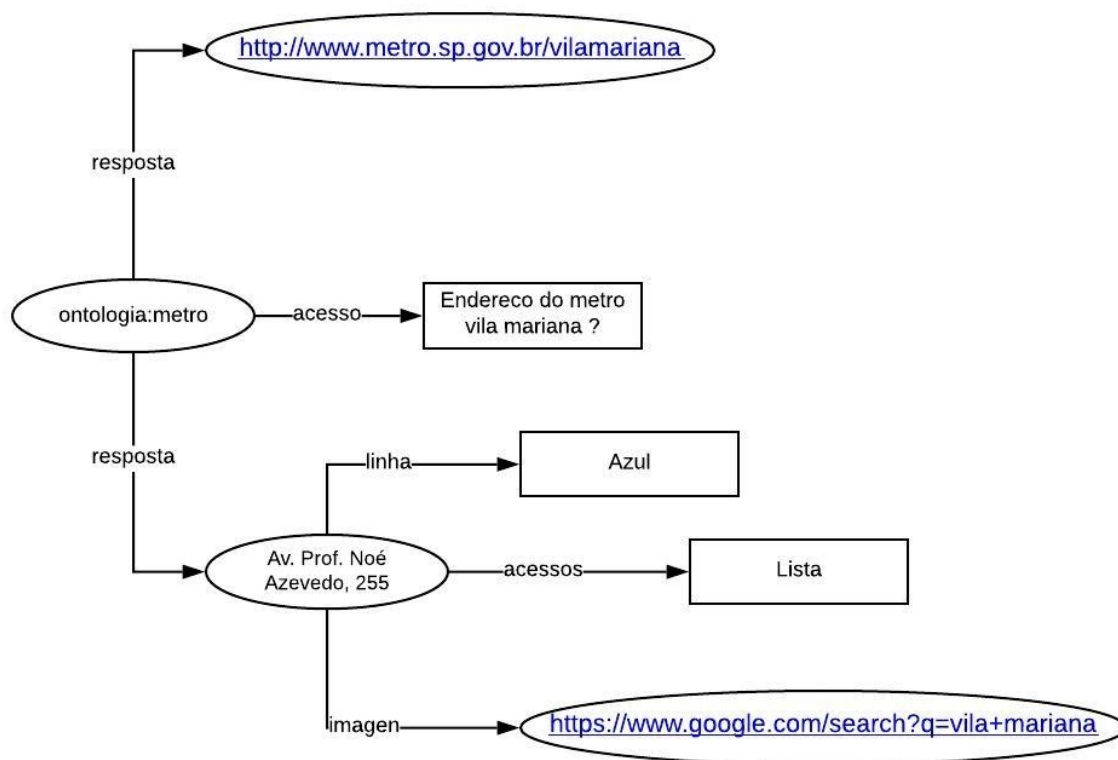 http://www.metro.sp.gov.br/vilamariana
resposta
ontologia:metro
acesso
Endereco do metro
vila mariana ?
resposta
linha
Azul
Av. Prof. Noé
Azevedo, 255
acessos
Lista
imagen
https://www.google.com/search?q=vila+mariana